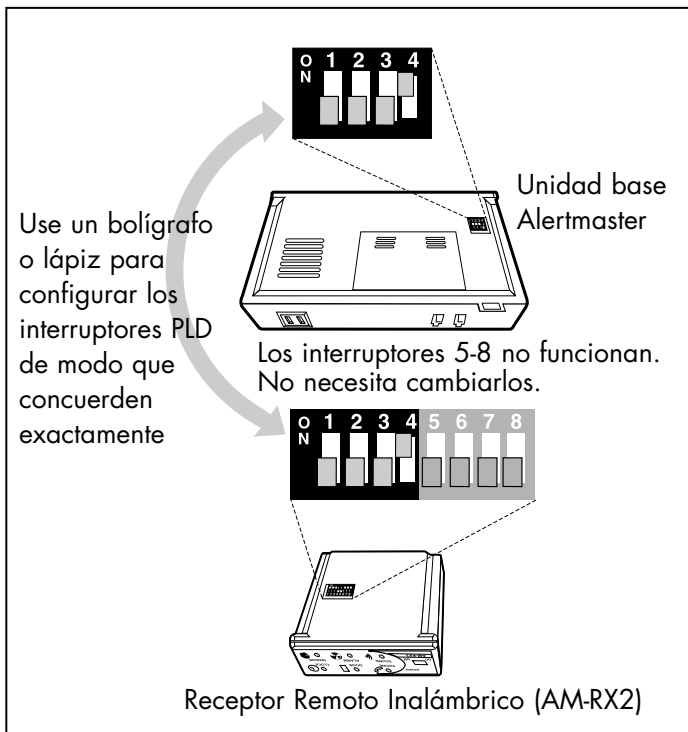 O
N
1 2 3 4
Unidad base
Alertmaster
Use un bolígrafo
o lápiz para
configurar los
interruptores PLD
de modo que
concuerden
exactamente
Los interruptores 5-8 no funcionan.
No necesita cambiarlos.
O
N
1 2 3 4 5 6 7 8
Receptor Remoto Inalámbrico (AM-RX2)